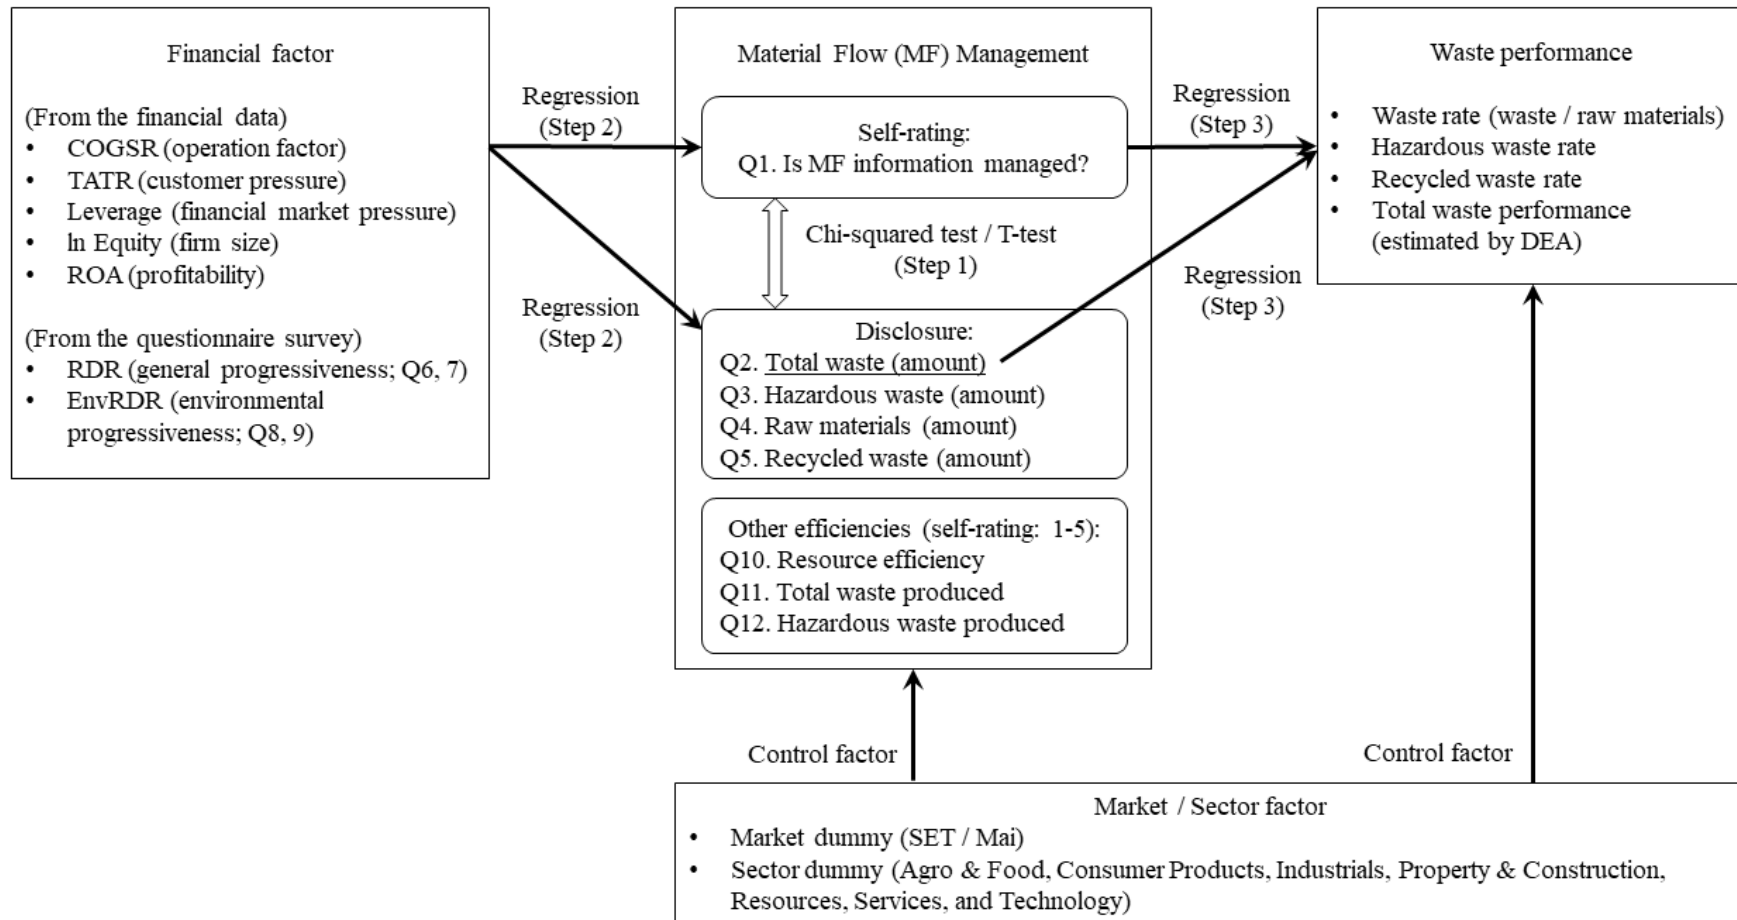 Financial factor
(From the financial data)
• COGSR (operation factor)
• TATR (customer pressure)
• Leverage (financial market pressure)
• ln Equity (firm size)
• ROA (profitability)
(From the questionnaire survey)
• RDR (general progressiveness; Q6, 7)
• EnvRDR (environmental
progressiveness; Q8, 9)
Regression
(Step 2)
Regression
(Step 2)
Material Flow (MF) Management
Self-rating:
Q1. Is MF information managed?
Chi-squared test / T-test
(Step 1)
Disclosure:
Q2. Total waste (amount)
Q3. Hazardous waste (amount)
Q4. Raw materials (amount)
Q5. Recycled waste (amount)
Other efficiencies (self-rating: 1-5):
Q10. Resource efficiency
Q11. Total waste produced
Q12. Hazardous waste produced
Regression
(Step 3)
Regression
(Step 3)
Waste performance
• Waste rate (waste / raw materials)
• Hazardous waste rate
• Recycled waste rate
• Total waste performance
(estimated by DEA)
Control factor
Control factor
Market / Sector factor
• Market dummy (SET / Mai)
• Sector dummy (Agro & Food, Consumer Products, Industrials, Property & Construction,
Resources, Services, and Technology)